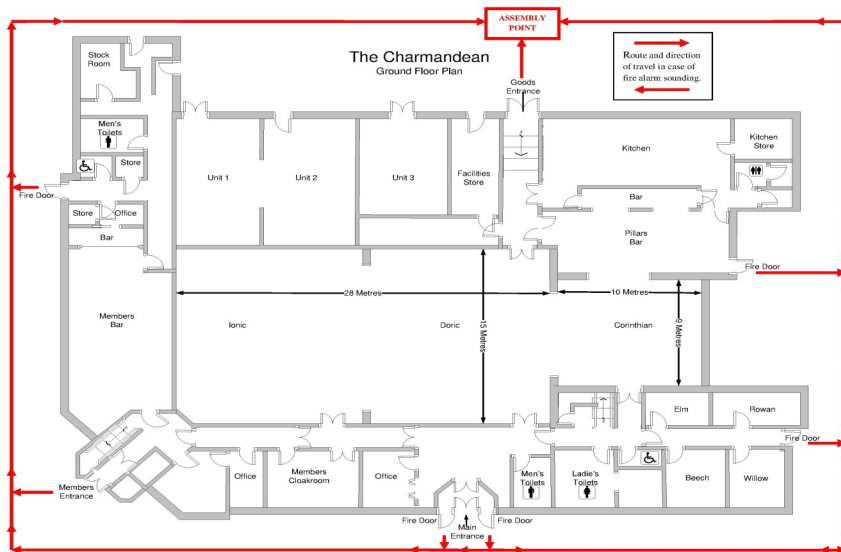 ASSEMBLY
POINT
The Charmandean
Ground Floor Plan
Route and direction
of travel in case of
fire alarm sounding.
Stock
Room
Goods
Entrance
Men's
Toilets
Store
Unit 1
Unit 2
Unit 3
Facilities
Store
Kitchen
Kitchen
Store
Fire Door
Store
Office
Bar
Bar
Pillars
Bar
Fire Door
Members
Bar
28 Metres
10 Metres
15 Metres
9 Metres
Ionic
Doric
Corinthian
Elm
Rowan
Fire Door
Members
Entrance
Office
Members
Cloakroom
Office
Men's
Toilets
Ladie's
Toilets
Beech
Willow
Fire Door
Main
Entrance
Fire Door